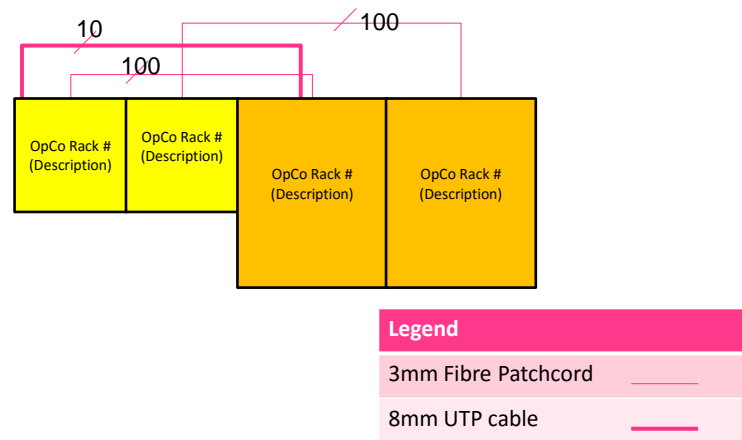 10
100
100
OpCo Rack #
(Description)
OpCo Rack #
(Description)
OpCo Rack #
(Description)
OpCo Rack #
(Description)
Legend
3mm Fibre Patchcord
8mm UTP cable